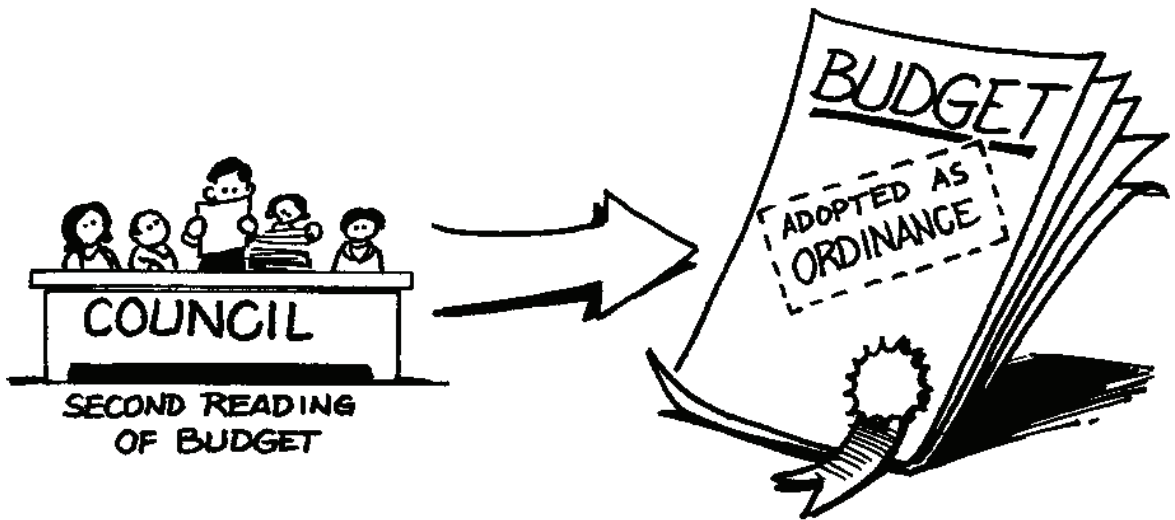 COUNCIL
SECOND READING
OF BUDGET
BUDGET
ADOPTED AS
ORDINANCE